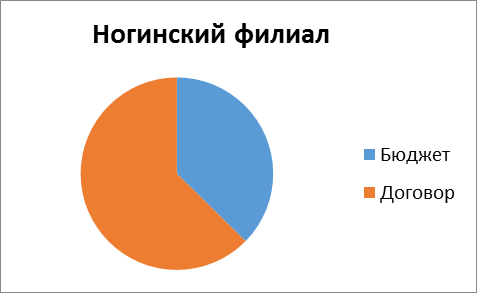 Ногинский филиал
Бюджет
Договор